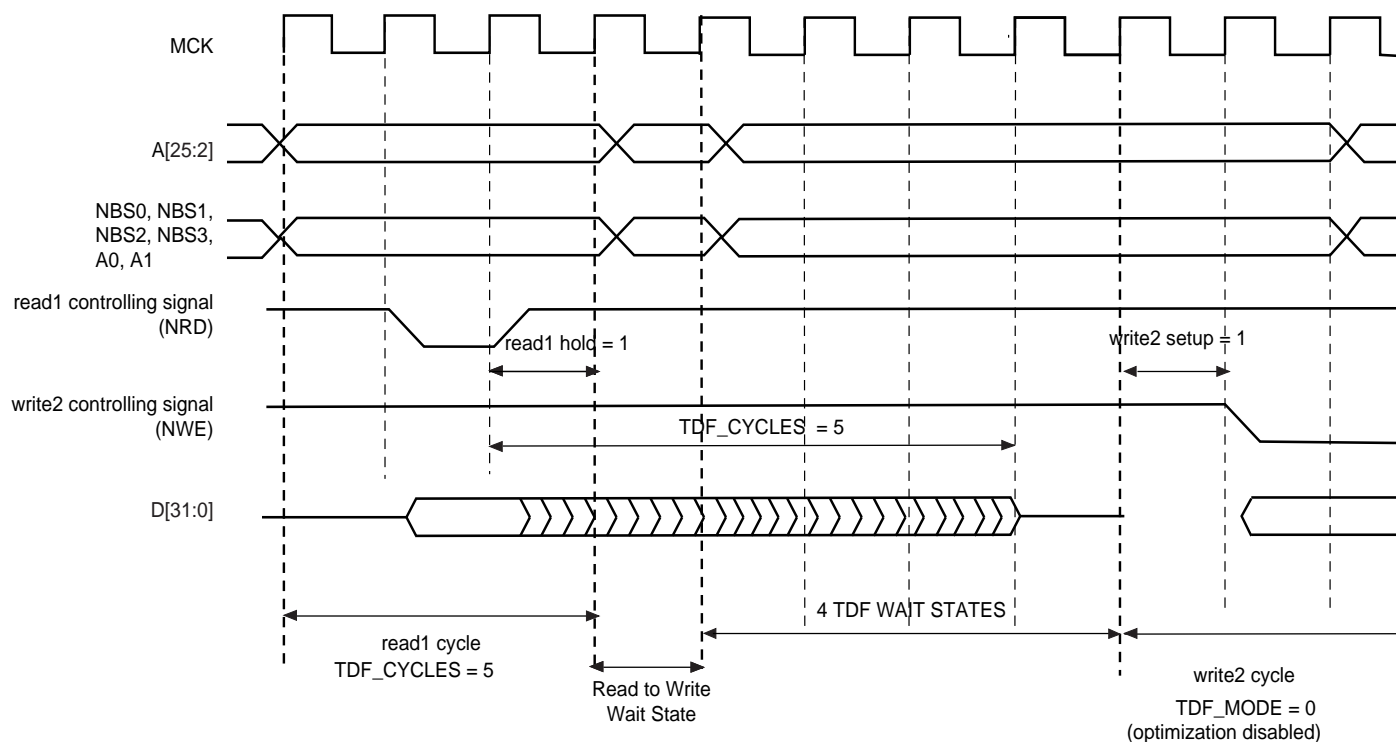 MCK
A[25:2]
NBS0, NBS1,
NBS2, NBS3,
A0, A1
read1 controlling signal
(NRD)
read1 hold = 1
write2 setup = 1
write2 controlling signal
(NWE)
TDF_CYCLES = 5
D[31:0]
4 TDF WAIT STATES
read1 cycle
TDF_CYCLES = 5
Read to Write
Wait State
write2 cycle
TDF_MODE = 0
(optimization disabled)